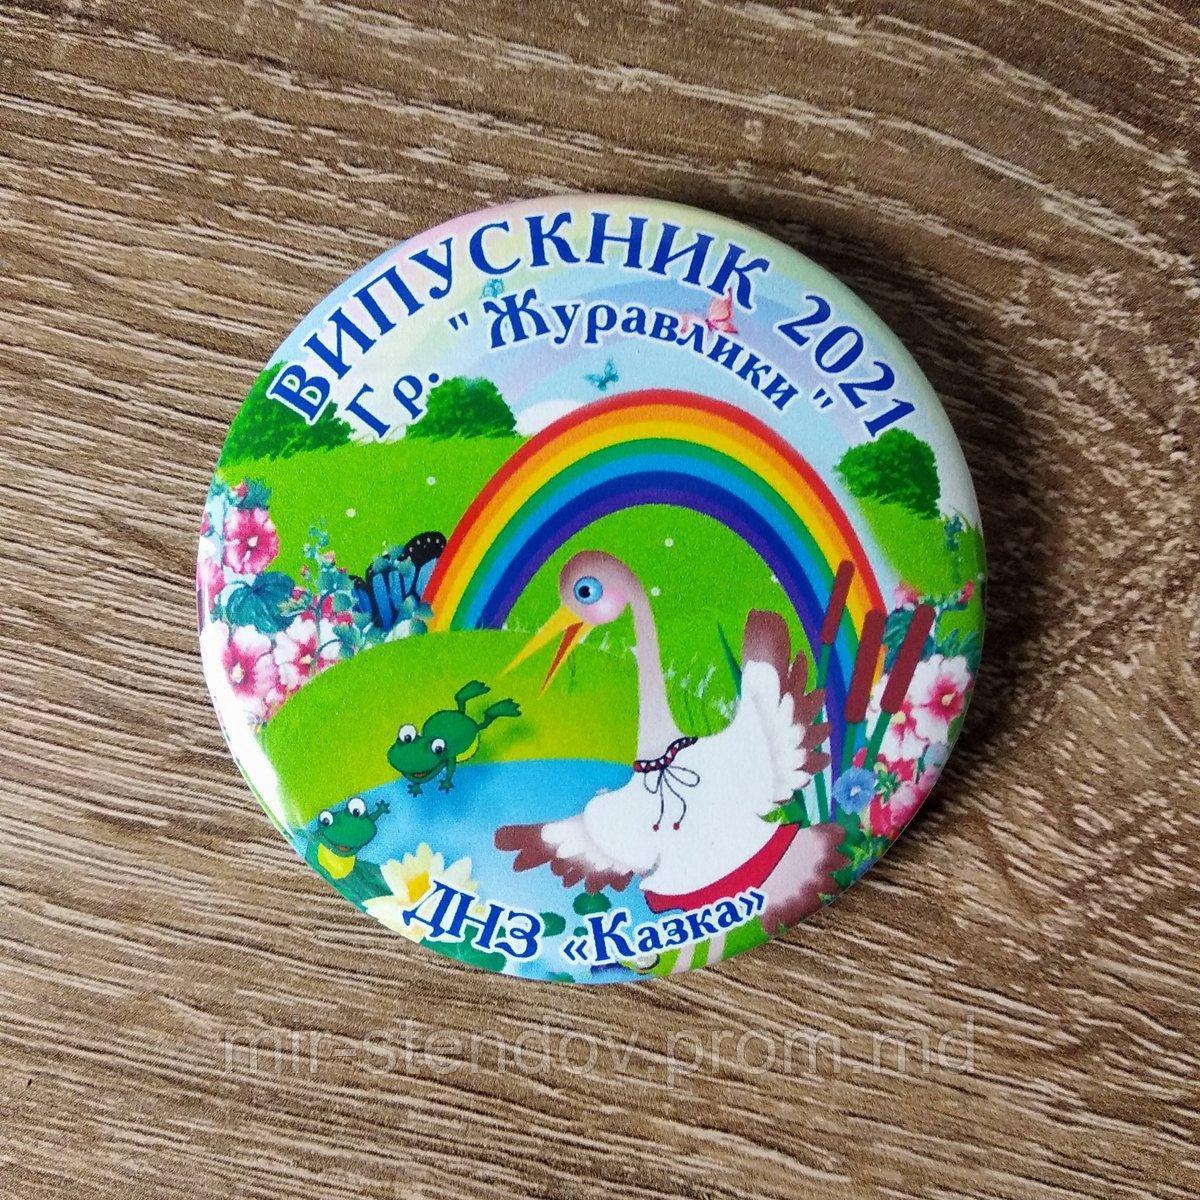 ВИПУСКНИК 2021
Гр. "Журавлики"
ДНЗ «Казка»
mir-stendov.prom.md